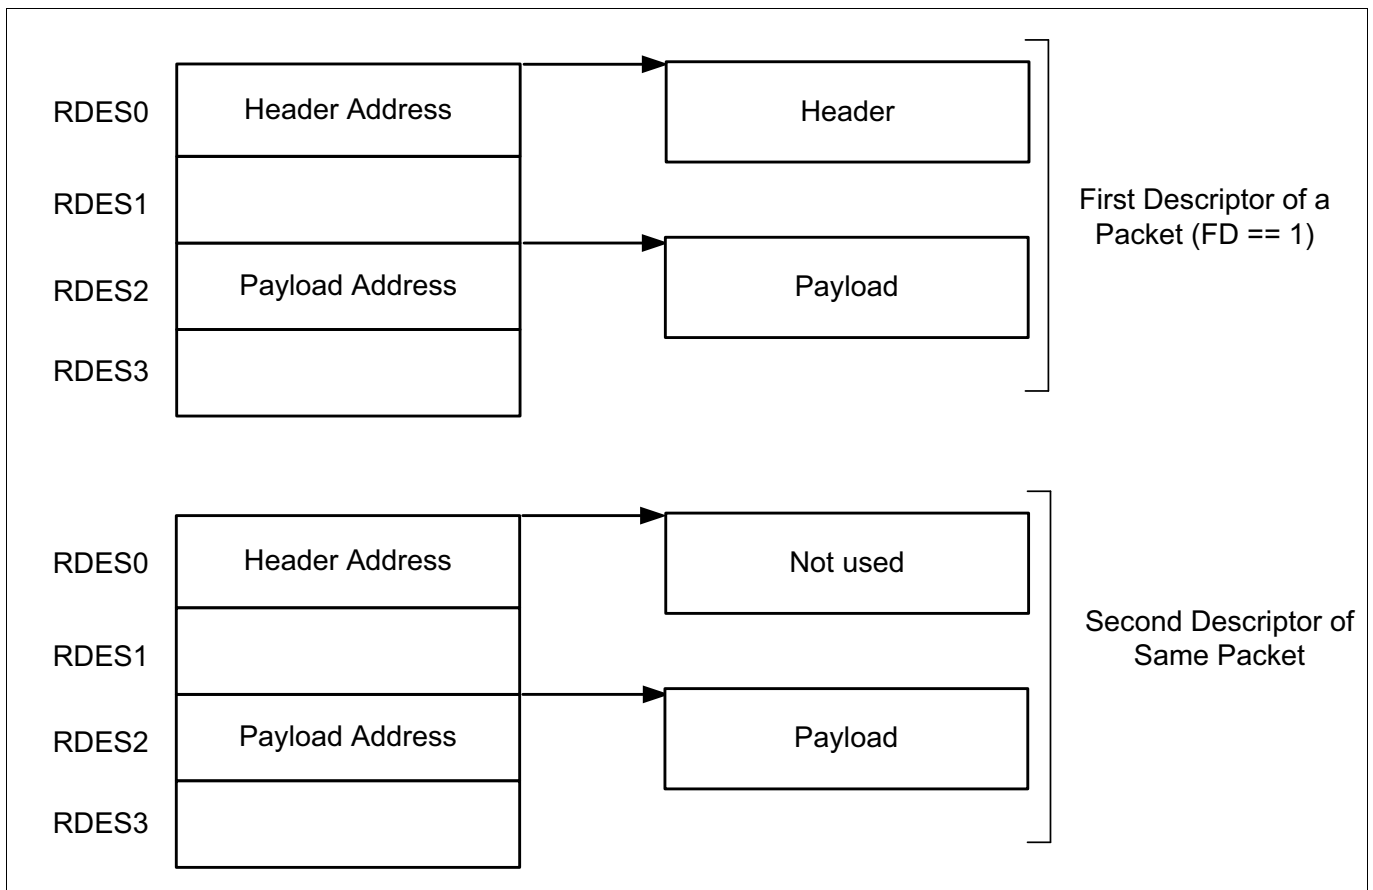 RDES0
Header Address
Header
RDES1
First Descriptor of a
Packet (FD == 1)
RDES2
Payload Address
Payload
RDES3
RDES0
Header Address
Not used
RDES1
Second Descriptor of
Same Packet
RDES2
Payload Address
Payload
RDES3